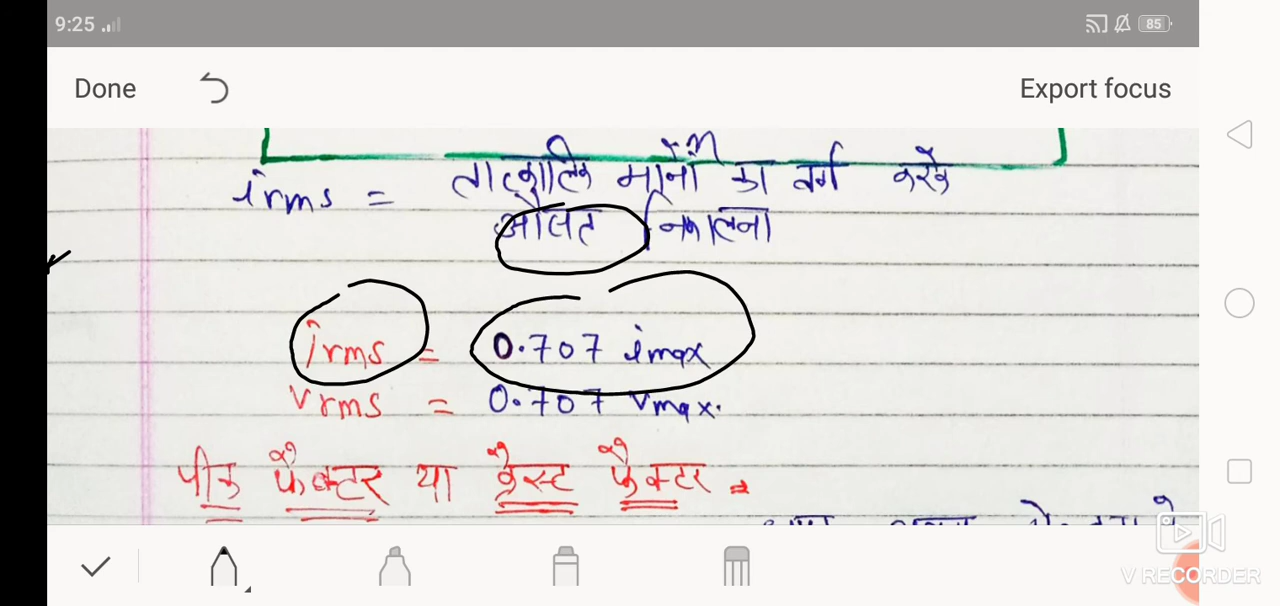 9:25
85
Done
Export focus
irms = तात्कालिक मानों का वर्ग करके
औसत निकालना
irms = 0.707 imax
Vrms = 0.707 Vmax.
पीक फैक्टर या क्रेस्ट फैक्टर =
V RECORDER